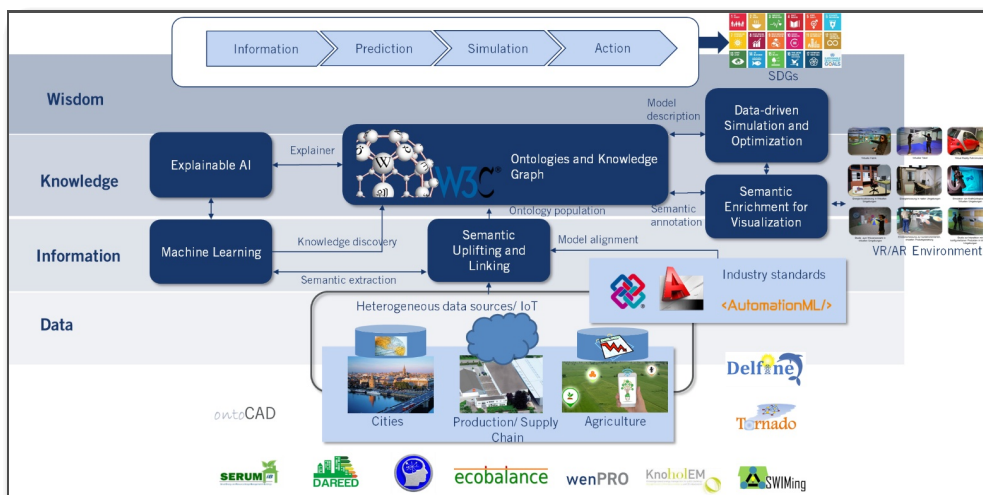 Information
Prediction
Simulation
Action
SDGs
Wisdom
Model
description
Data-driven
Simulation and
Optimization
Explainable AI
Explainer
W
W3C®
Ontologies and Knowledge
Graph
Knowledge
Semantic
annotation
Semantic
Enrichment for
Visualization
Ontology population
Information
Machine Learning
Knowledge discovery
Semantic
Uplifting and
Linking
Model alignment
VR/AR Environment
Semantic extraction
Industry standards
<AutomationML/>
Data
Heterogeneous data sources/ IoT
Cities
Production/ Supply
Chain
Agriculture
Delfine
Tornado
ontoCAD
SERUM
DAREED
ecobalance
wenPRO
KnoholEM
SWIMing